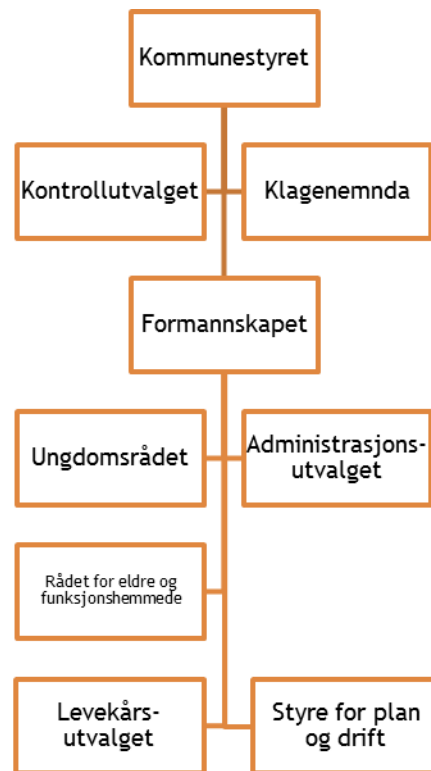 Kommunestyret
Kontrollutvalget
Klagenemnda
Formannskapet
Ungdomsrådet
Administrasjons-
utvalget
Rådet for eldre og
funksjonshemmede
Levekårs-
utvalget
Styre for plan
og drift